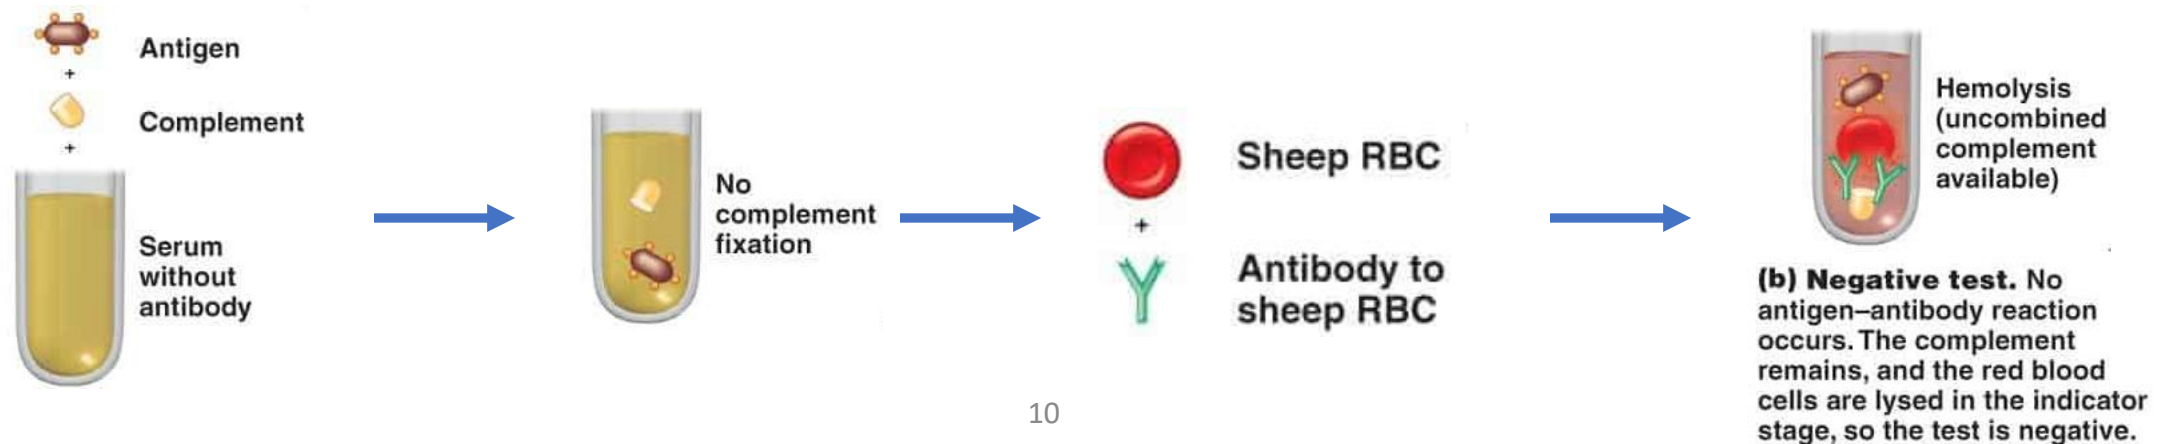 Antigen
+
Complement
+
Serum
without
antibody
No
complement
fixation
Sheep RBC
+
Antibody to
sheep RBC
Hemolysis
(uncombined
complement
available)
(b) Negative test. No
antigen–antibody reaction
occurs. The complement
remains, and the red blood
cells are lysed in the indicator
stage, so the test is negative.
10